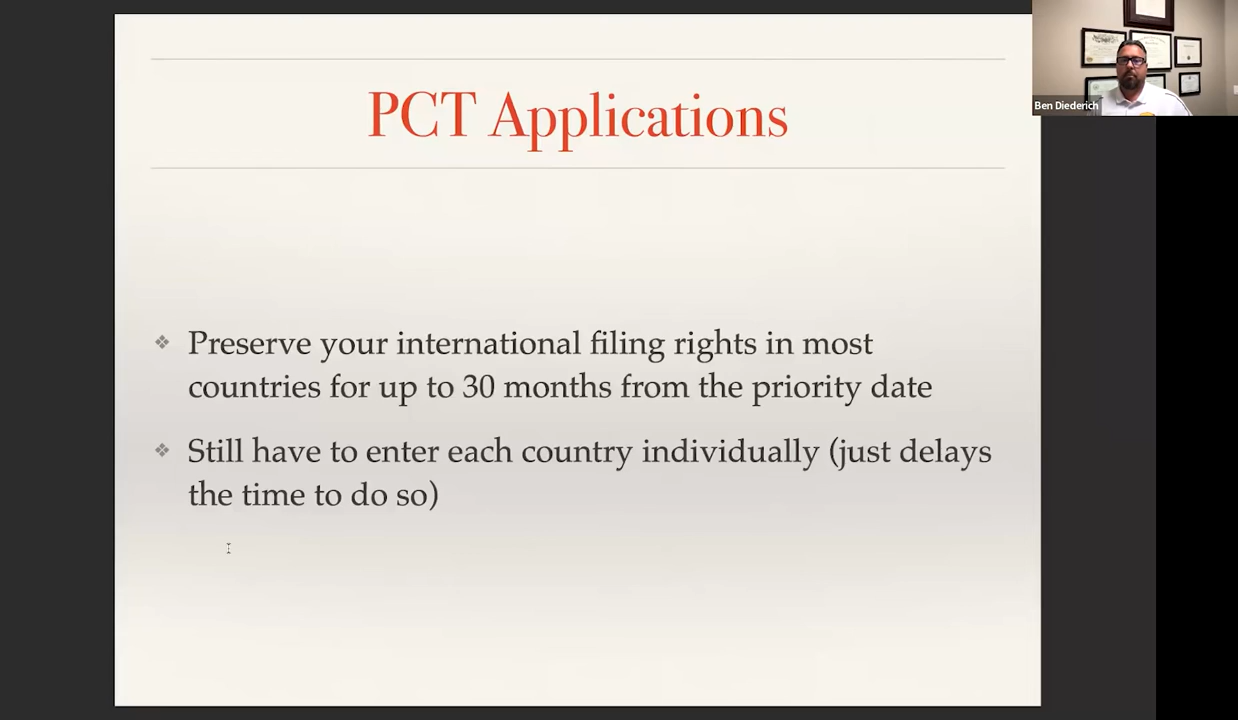 PCT Applications
Ben Diederich
❖ Preserve your international filing rights in most
countries for up to 30 months from the priority date
❖ Still have to enter each country individually (just delays
the time to do so)